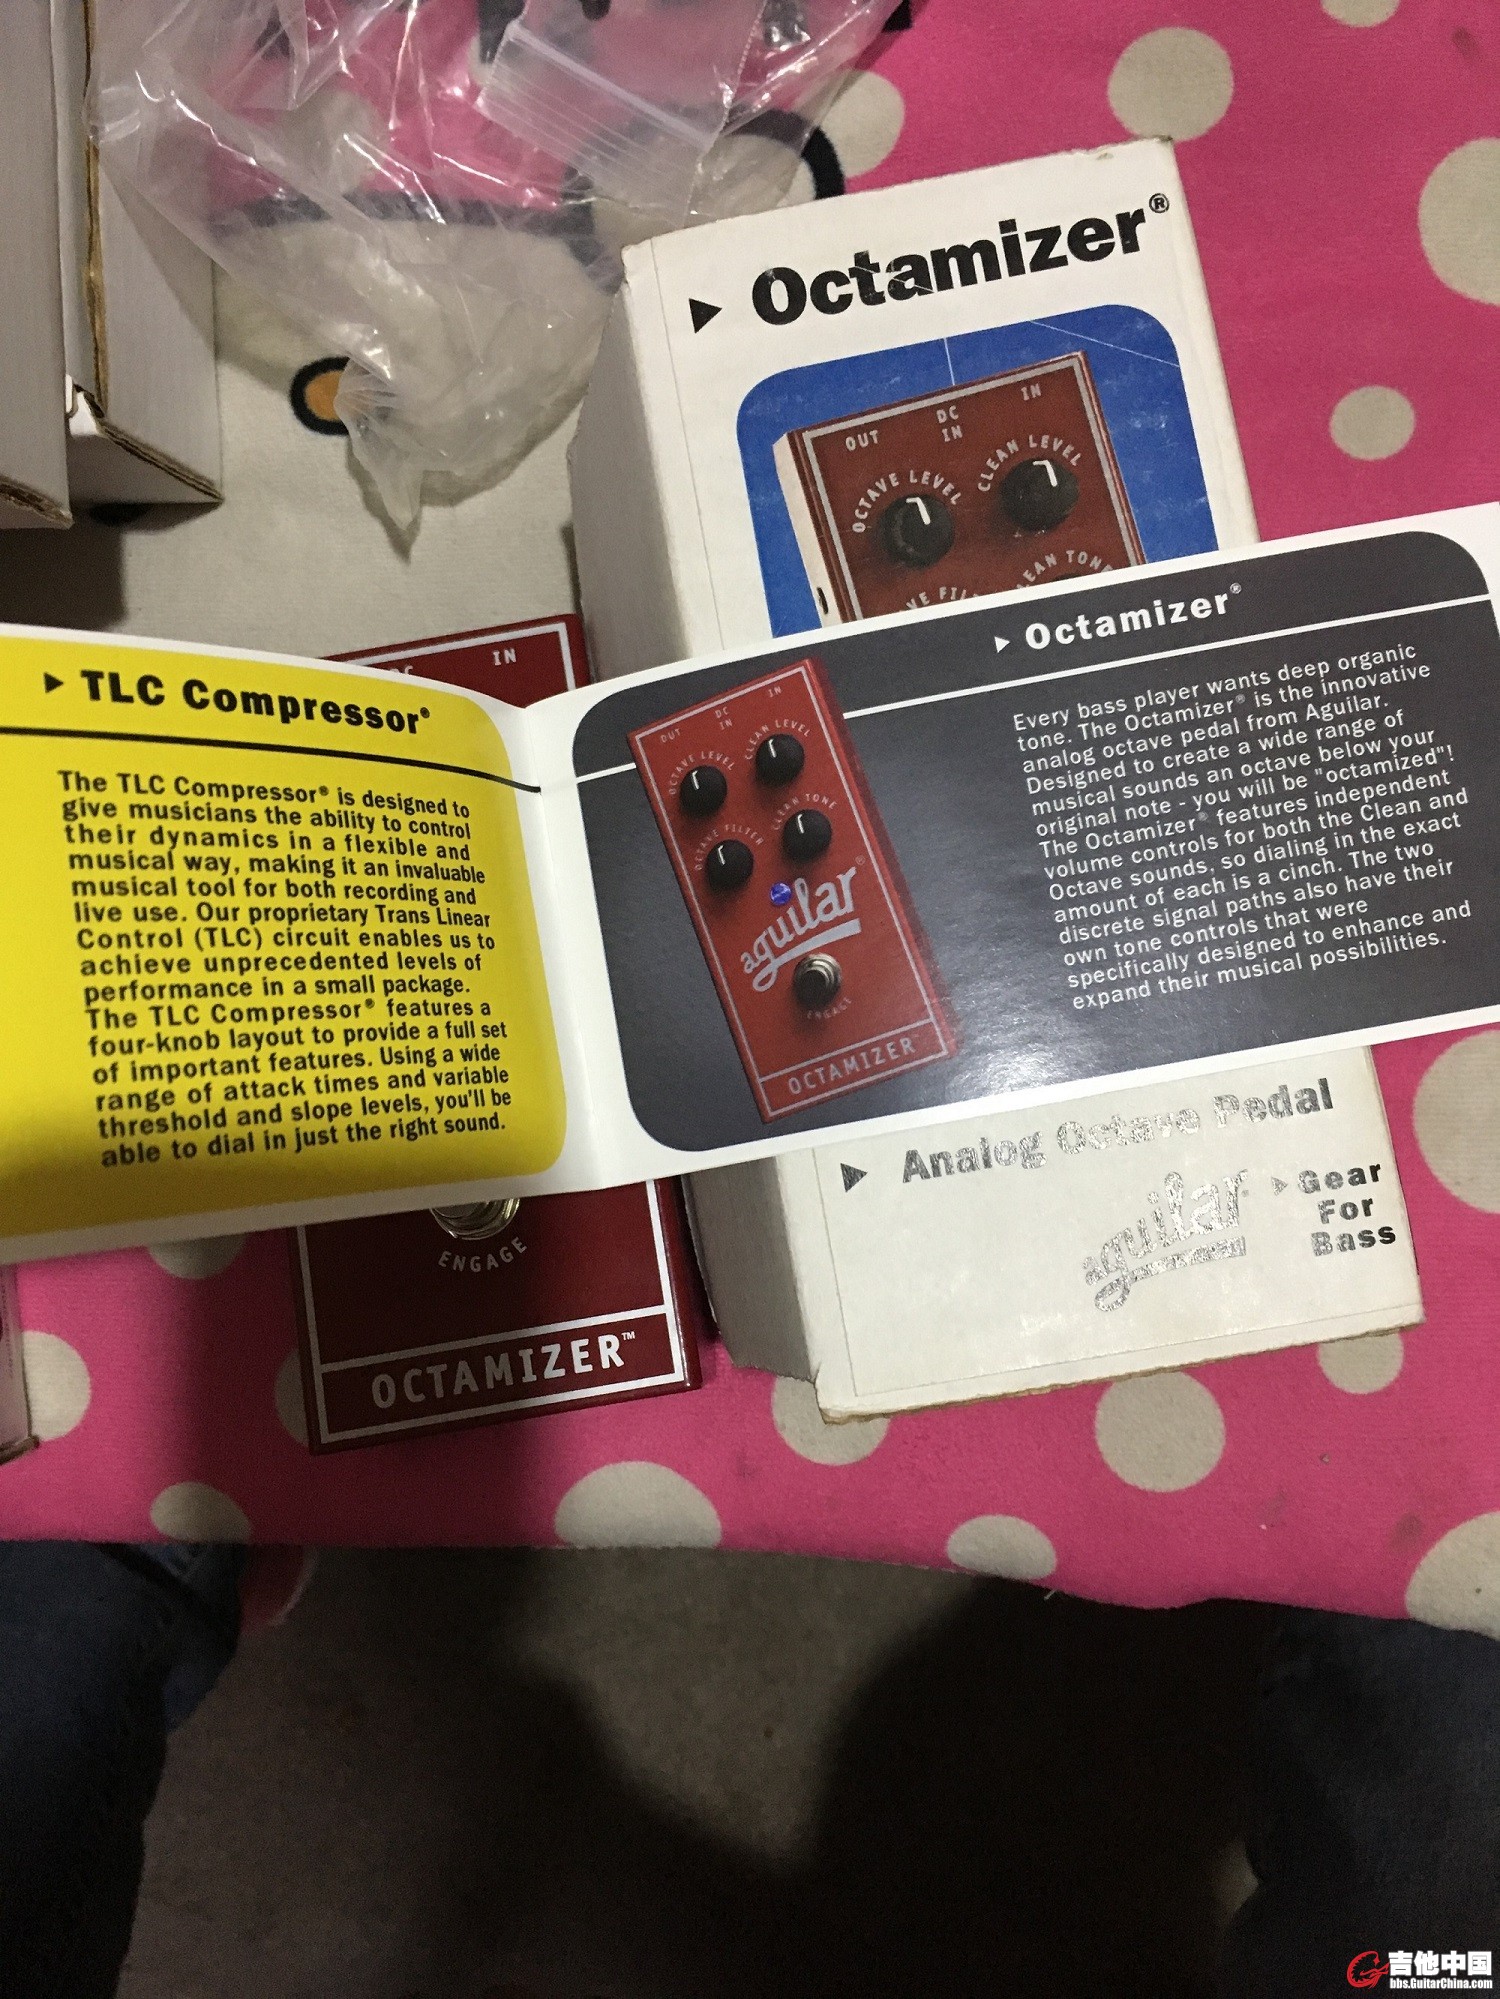 ▶ Octamizer®
OUT
DC
IN
IN
OCTAVE LEVEL
CLEAN LEVEL
IN
▶ TLC Compressor®
The TLC Compressor® is designed to
give musicians the ability to control
their dynamics in a flexible and
musical way, making it an invaluable
musical tool for both recording and
live use. Our proprietary Trans Linear
Control (TLC) circuit enables us to
achieve unprecedented levels of
performance in a small package.
The TLC Compressor® features a
four-knob layout to provide a full set
of important features. Using a wide
range of attack times and variable
threshold and slope levels, you'll be
able to dial in just the right sound.
▶ Octamizer®
Every bass player wants deep organic
tone. The Octamizer® is the innovative
analog octave pedal from Aguilar.
Designed to create a wide range of
musical sounds an octave below your
original note - you will be "octamized"!
The Octamizer® features independent
volume controls for both the Clean and
Octave sounds, so dialing in the exact
amount of each is a cinch. The two
discrete signal paths also have their
own tone controls that were
specifically designed to enhance and
expand their musical possibilities.
OUT
DC
IN
IN
OCTAVE LEVEL
CLEAN LEVEL
OCTAVE FILTER
CLEAN TONE
aguilar®
ENGAGE
OCTAMIZER™
▶ Analog Octave Pedal
aguilar
▶ Gear
For
Bass
ENGAGE
OCTAMIZER™
吉他中国
bbs.GuitarChina.com